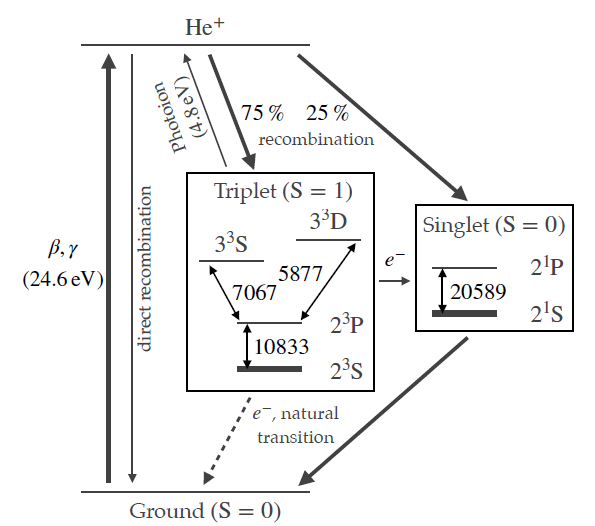 He⁺
Photoion
(4.8 eV)
75 % 25 %
recombination
Triplet (S = 1)
3³D
3³S
5877
7067
2³P
10833
2³S
e⁻
Singlet (S = 0)
2¹P
20589
2¹S
β, γ
(24.6 eV)
direct recombination
e⁻, natural
transition
Ground (S = 0)